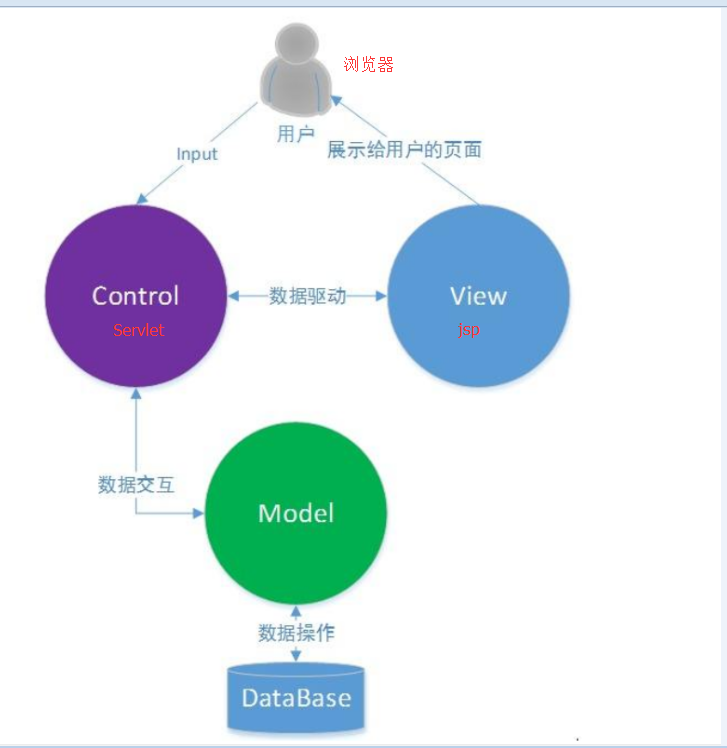 浏览器
用户
Input
展示给用户的页面
Control
Servlet
数据驱动
View
jsp
数据交互
Model
数据操作
DataBase